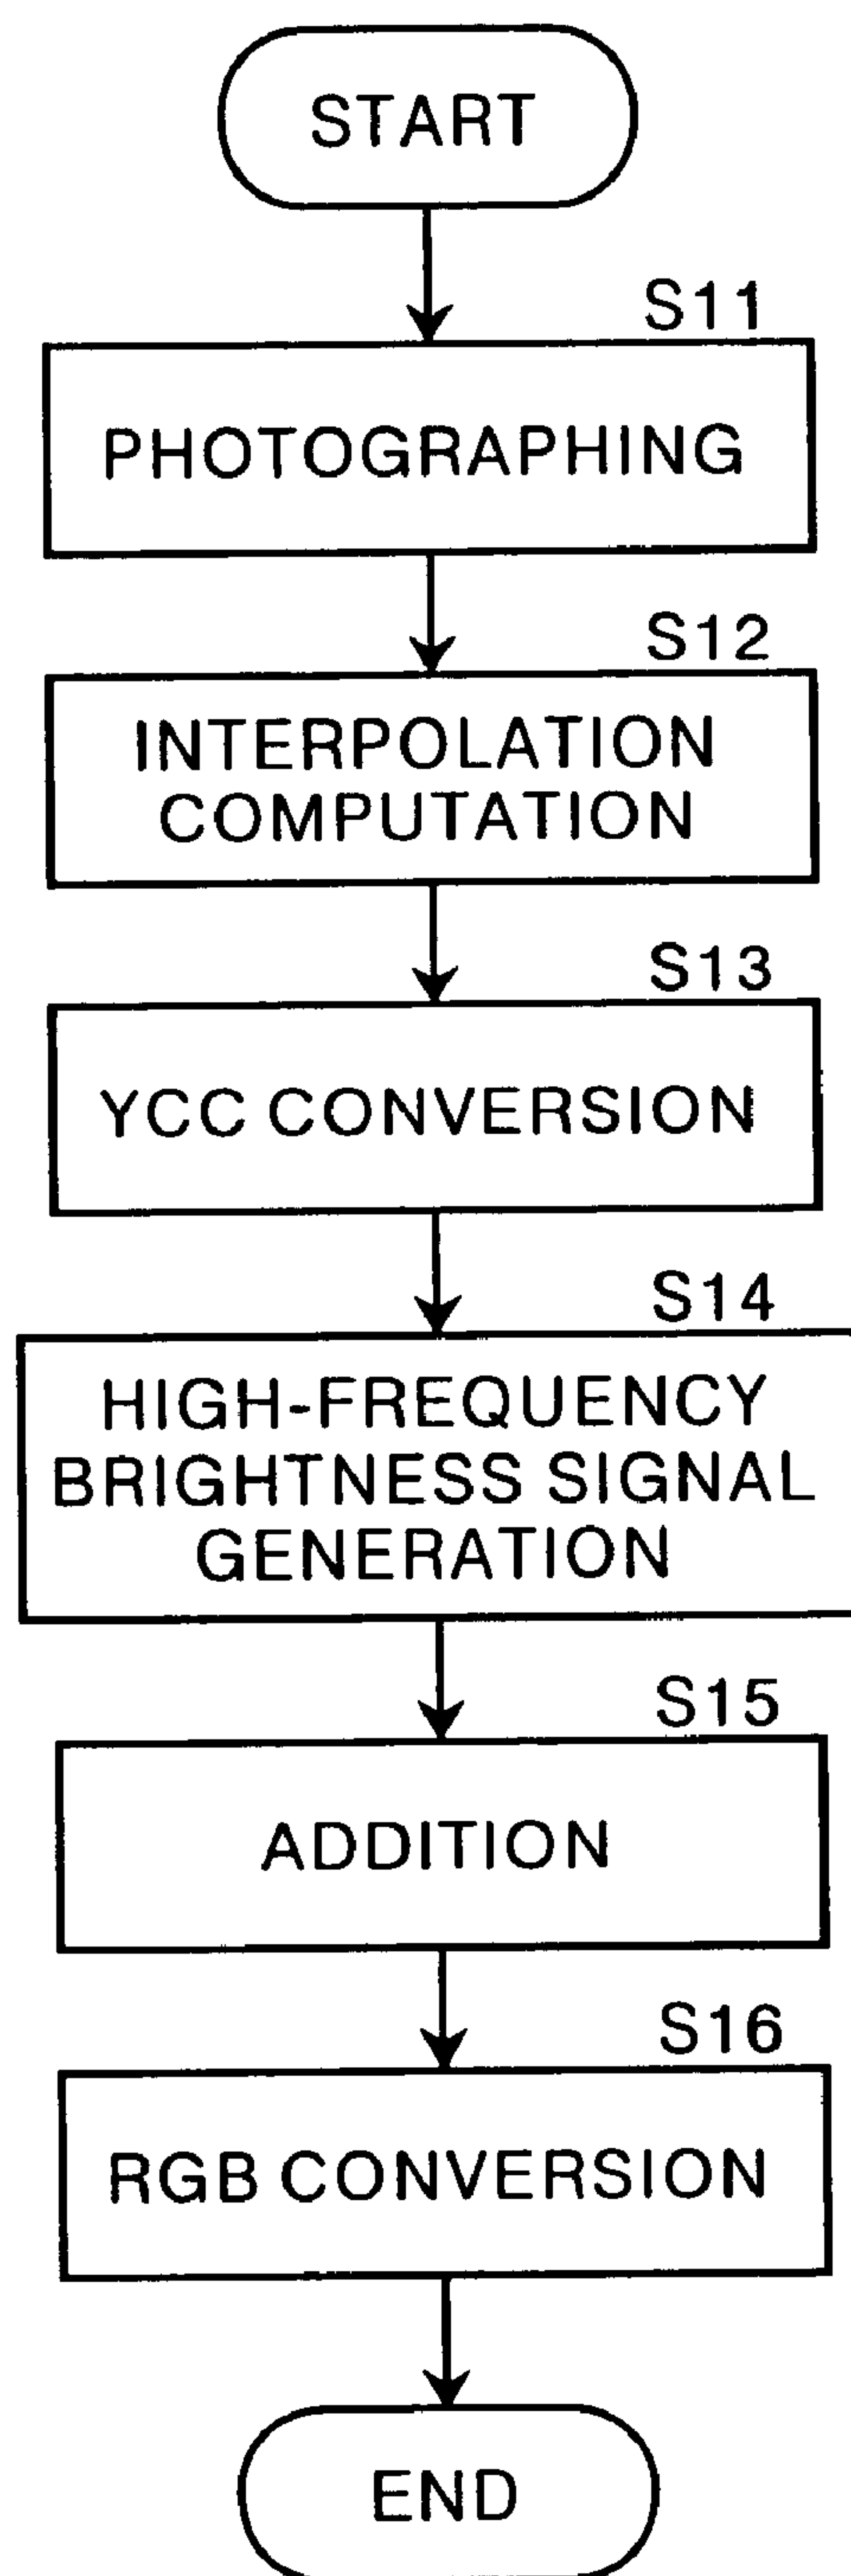 START
S11
PHOTOGRAPHING
S12
INTERPOLATION
COMPUTATION
S13
YCC CONVERSION
S14
HIGH-FREQUENCY
BRIGHTNESS SIGNAL
GENERATION
S15
ADDITION
S16
RGB CONVERSION
END